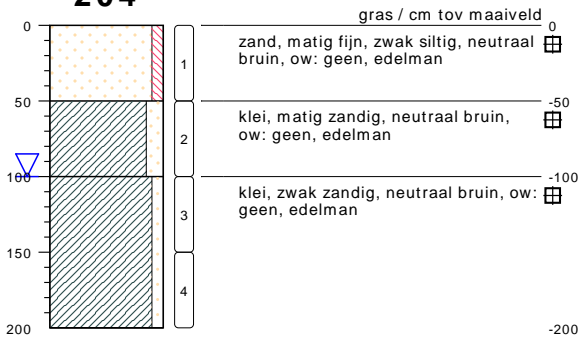 204
gras / cm tov maaiveld
0
0
zand, matig fijn, zwak siltig, neutraal
bruin, ow: geen, edelman
1
50
-50
klei, matig zandig, neutraal bruin,
ow: geen, edelman
2
100
-100
klei, zwak zandig, neutraal bruin, ow:
geen, edelman
3
150
4
200
-200